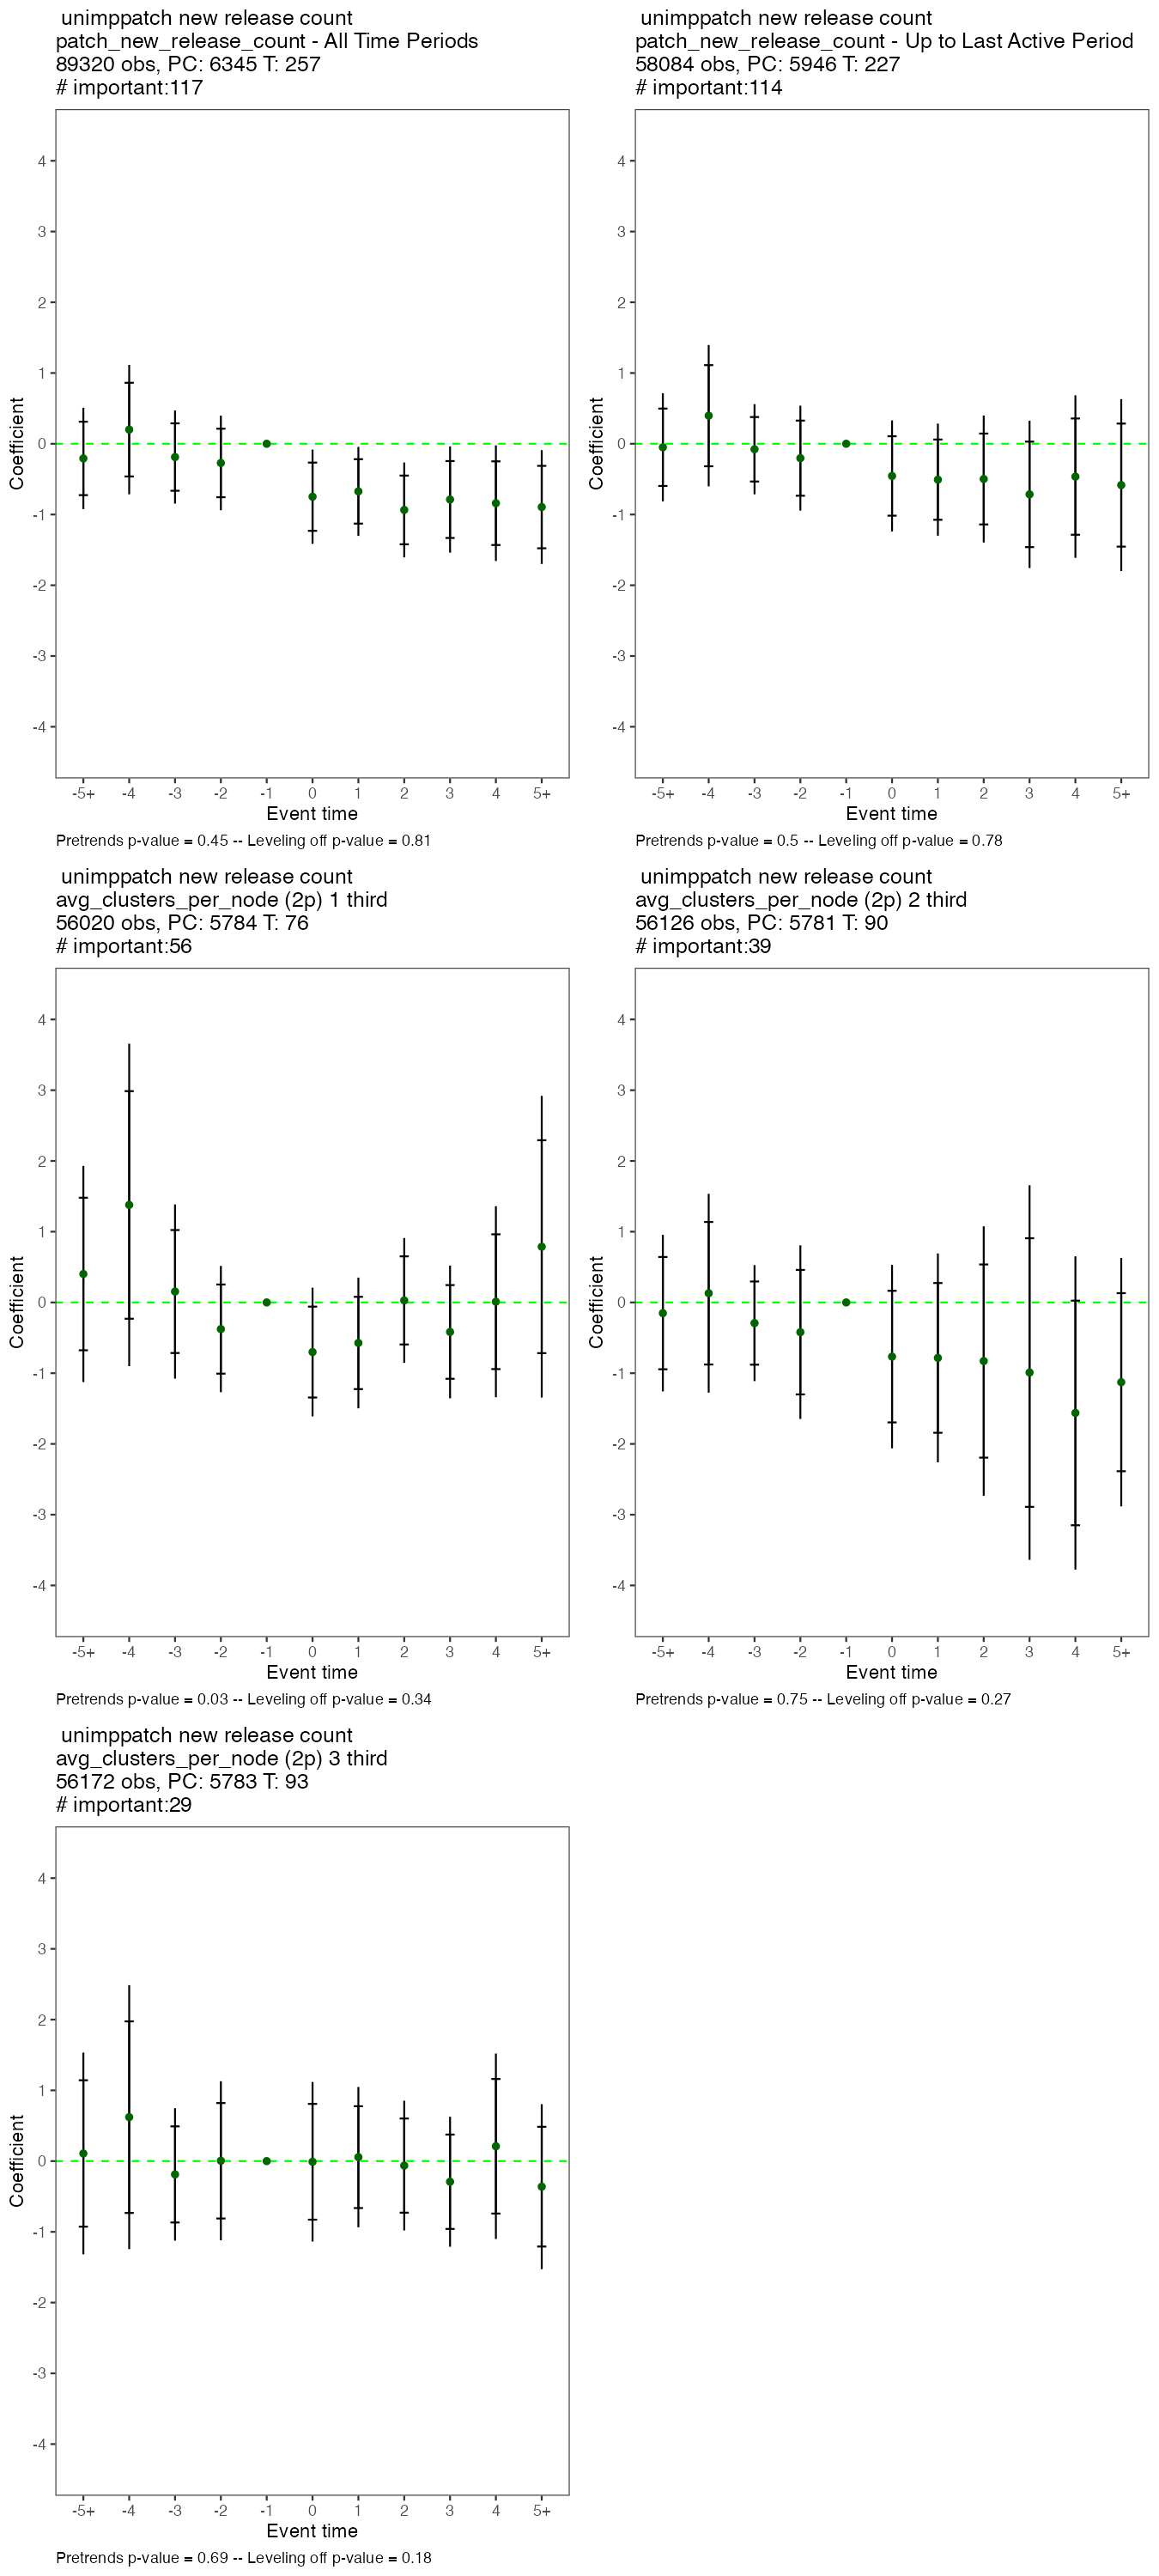 unimppatch new release count
patch_new_release_count - All Time Periods
89320 obs, PC: 6345 T: 257
# important:117
4
3
2
1
0
-1
-2
-3
-4
Coefficient
-5+ -4 -3 -2 -1 0 1 2 3 4 5+
Event time
Pretrends p-value = 0.45 -- Leveling off p-value = 0.81
unimppatch new release count
patch_new_release_count - Up to Last Active Period
58084 obs, PC: 5946 T: 227
# important:114
4
3
2
1
0
-1
-2
-3
-4
Coefficient
-5+ -4 -3 -2 -1 0 1 2 3 4 5+
Event time
Pretrends p-value = 0.5 -- Leveling off p-value = 0.78
unimppatch new release count
avg_clusters_per_node (2p) 1 third
56020 obs, PC: 5784 T: 76
# important:56
4
3
2
1
0
-1
-2
-3
-4
Coefficient
-5+ -4 -3 -2 -1 0 1 2 3 4 5+
Event time
Pretrends p-value = 0.03 -- Leveling off p-value = 0.34
unimppatch new release count
avg_clusters_per_node (2p) 2 third
56126 obs, PC: 5781 T: 90
# important:39
4
3
2
1
0
-1
-2
-3
-4
Coefficient
-5+ -4 -3 -2 -1 0 1 2 3 4 5+
Event time
Pretrends p-value = 0.75 -- Leveling off p-value = 0.27
unimppatch new release count
avg_clusters_per_node (2p) 3 third
56172 obs, PC: 5783 T: 93
# important:29
4
3
2
1
0
-1
-2
-3
-4
Coefficient
-5+ -4 -3 -2 -1 0 1 2 3 4 5+
Event time
Pretrends p-value = 0.69 -- Leveling off p-value = 0.18